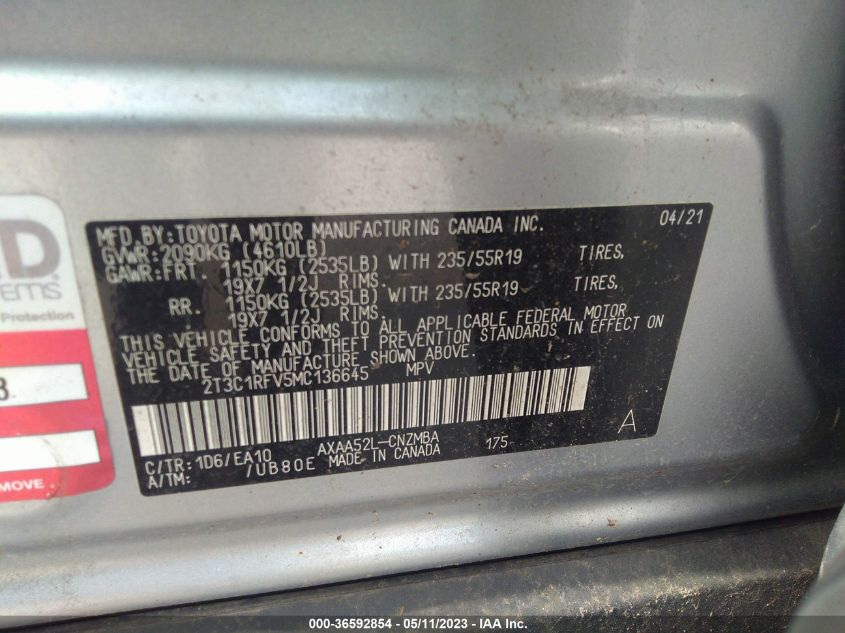 MFD.BY:TOYOTA MOTOR MANUFACTURING CANADA INC. 04/21
GVWR:2090KG (4610LB)
GAWR:FRT. 1150KG (2535LB) WITH 235/55R19 TIRES,
19X7 1/2J RIMS.
RR. 1150KG (2535LB) WITH 235/55R19 TIRES,
19X7 1/2J RIMS.
THIS VEHICLE CONFORMS TO ALL APPLICABLE FEDERAL MOTOR
VEHICLE SAFETY AND THEFT PREVENTION STANDARDS IN EFFECT ON
THE DATE OF MANUFACTURE SHOWN ABOVE.
2T3C1RFV5MC136645 MPV
C/TR:1D6/EA10 AXAA52L-CNZMBA 175 A
A/TM: /UB80E MADE IN CANADA
Protection
000-36592854 - 05/11/2023 - IAA Inc.